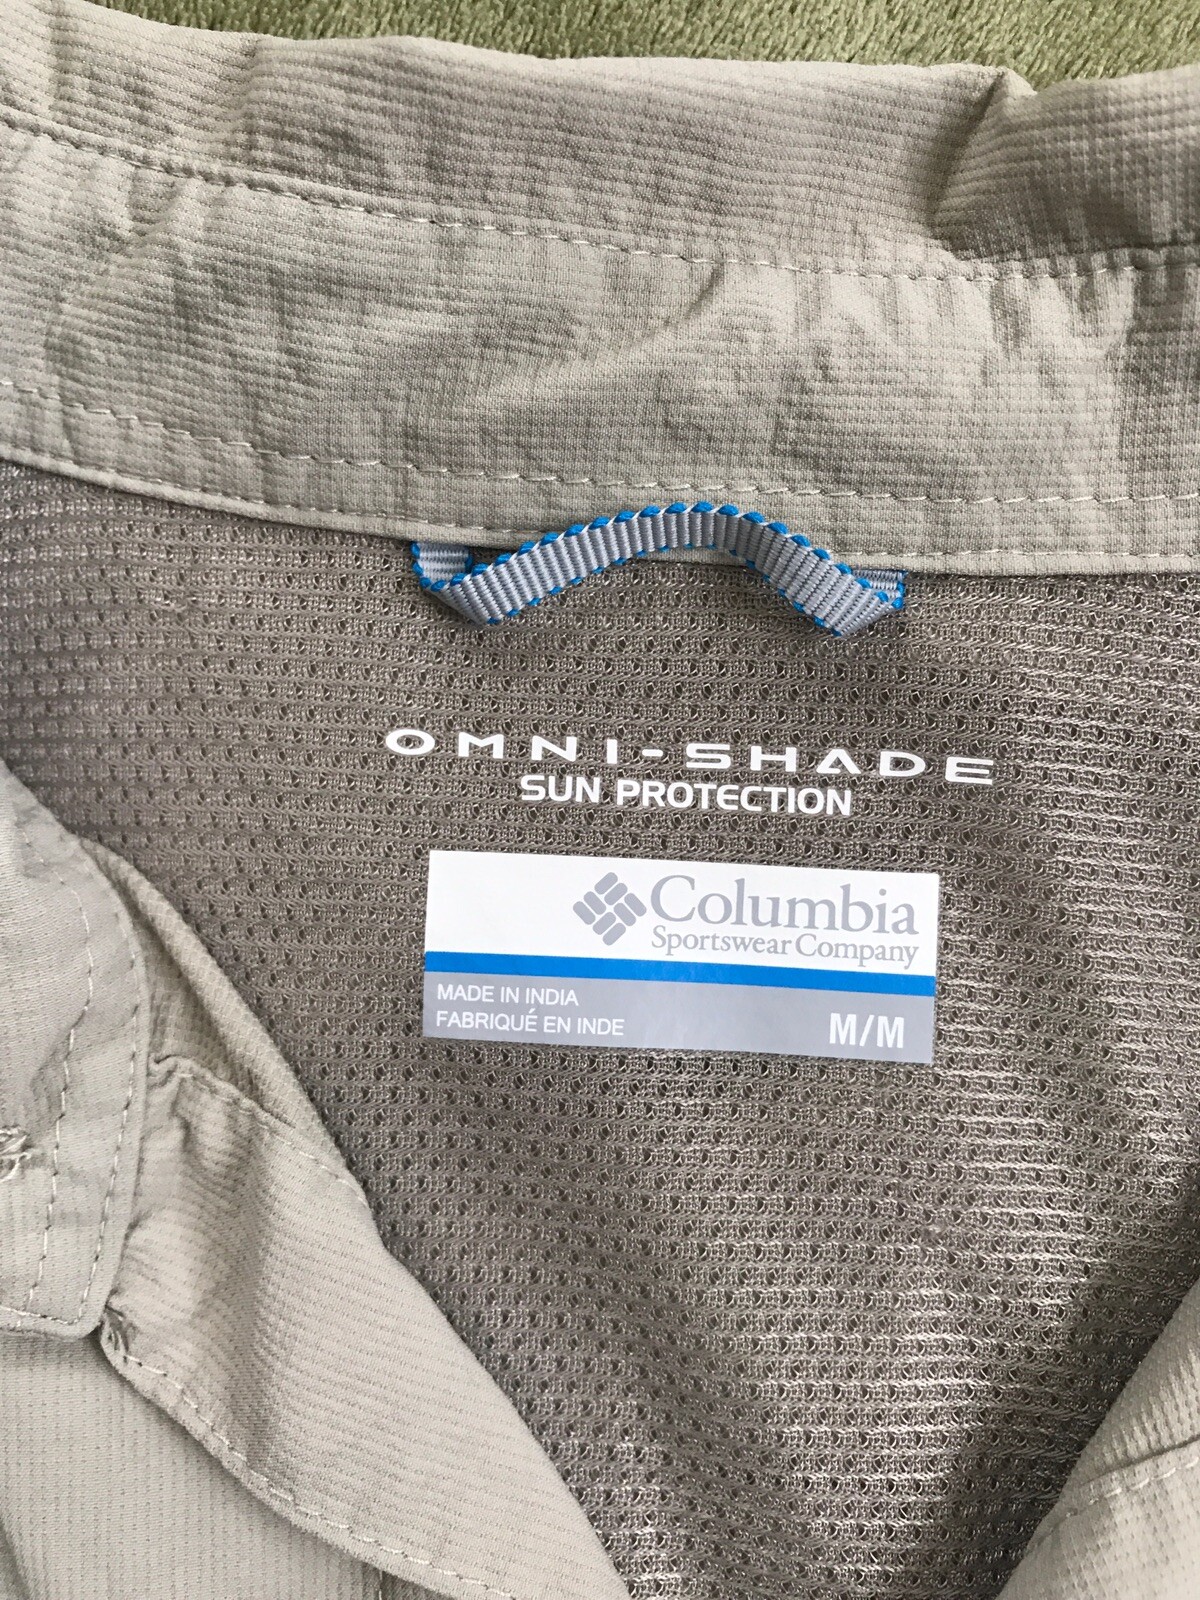 OMNI-SHADE
SUN PROTECTION
Columbia
Sportswear Company
MADE IN INDIA
FABRIQUÉ EN INDE
M/M